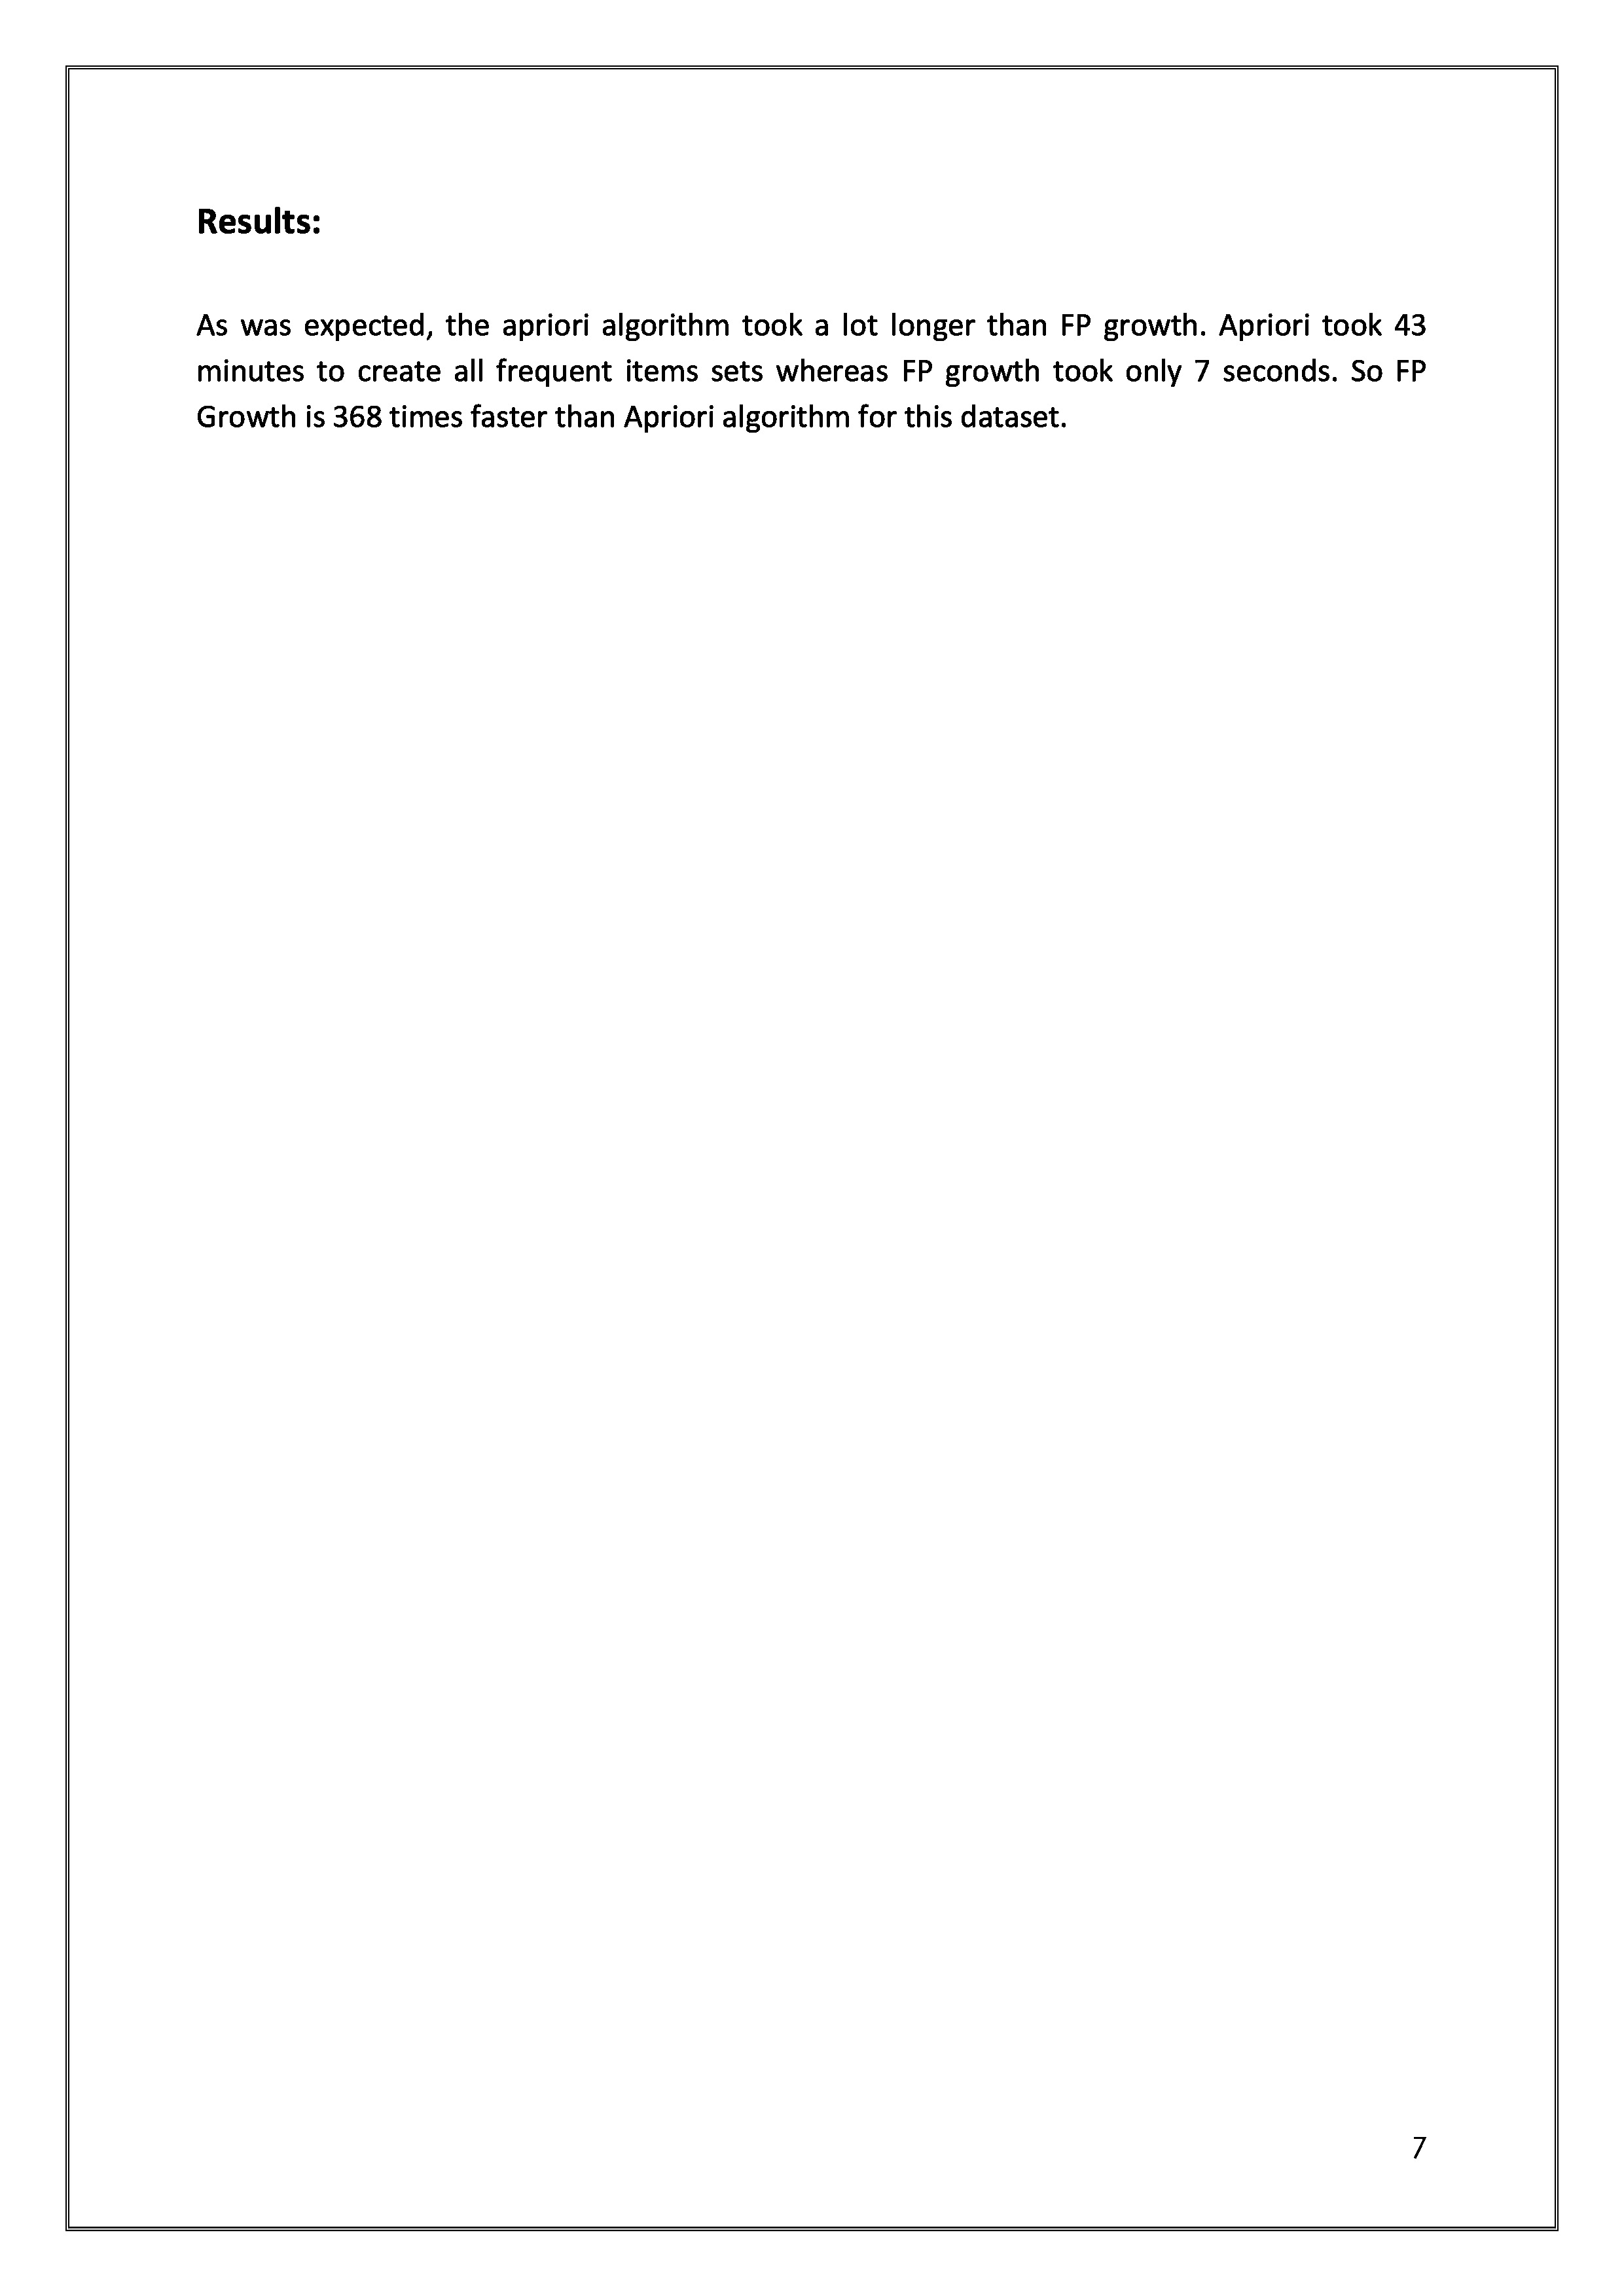 Results:
As was expected, the apriori algorithm took a lot longer than FP growth. Apriori took 43
minutes to create all frequent items sets whereas FP growth took only 7 seconds. So FP
Growth is 368 times faster than Apriori algorithm for this dataset.
7